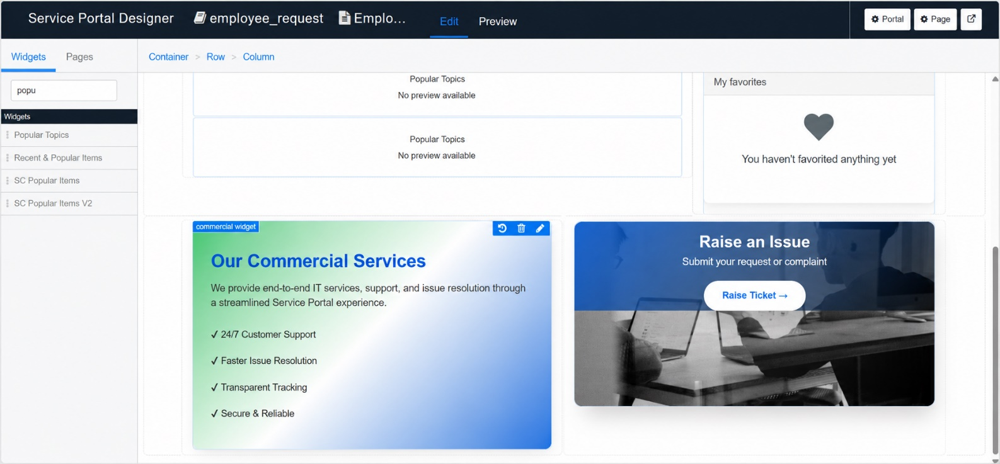 Service Portal Designer
employee_request
Emplo...
Edit
Preview
Portal
Page
Widgets
Pages
Container > Row > Column
popu
Widgets
Popular Topics
Recent & Popular Items
SC Popular Items
SC Popular Items V2
Popular Topics
No preview available
Popular Topics
No preview available
My favorites
You haven't favorited anything yet
commercial widget
Our Commercial Services
We provide end-to-end IT services, support, and issue resolution through
a streamlined Service Portal experience.
✓ 24/7 Customer Support
✓ Faster Issue Resolution
✓ Transparent Tracking
✓ Secure & Reliable
Raise an Issue
Submit your request or complaint
Raise Ticket →